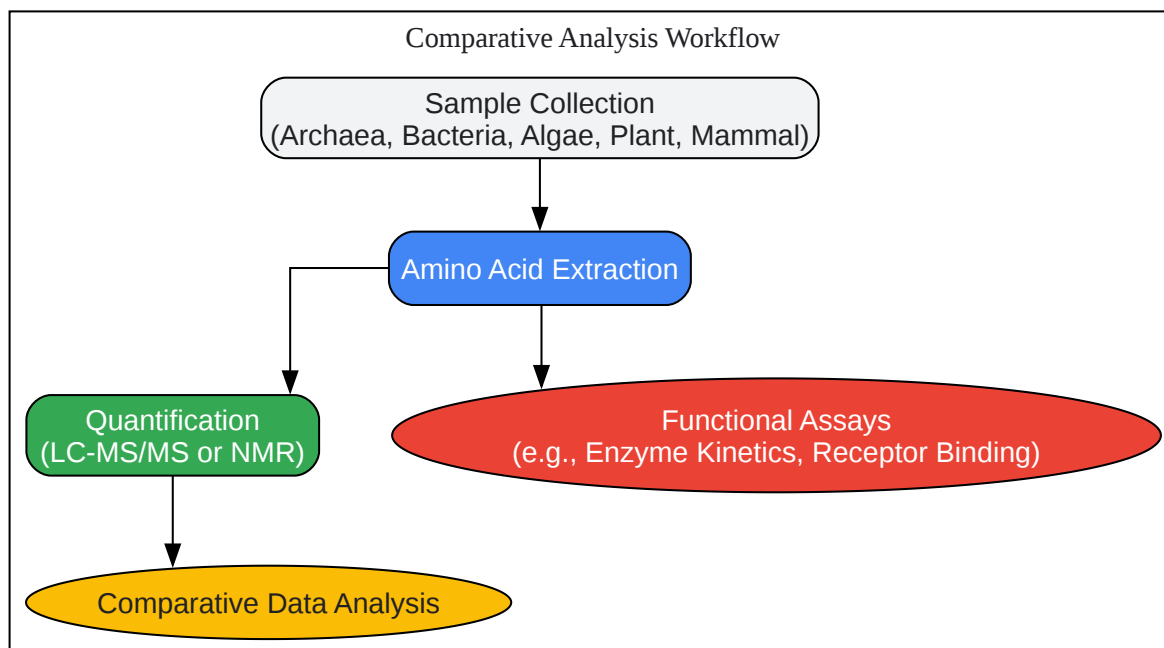 Comparative Analysis Workflow
Sample Collection
(Archaea, Bacteria, Algae, Plant, Mammal)
Amino Acid Extraction
Quantification
(LC-MS/MS or NMR)
Functional Assays
(e.g., Enzyme Kinetics, Receptor Binding)
Comparative Data Analysis